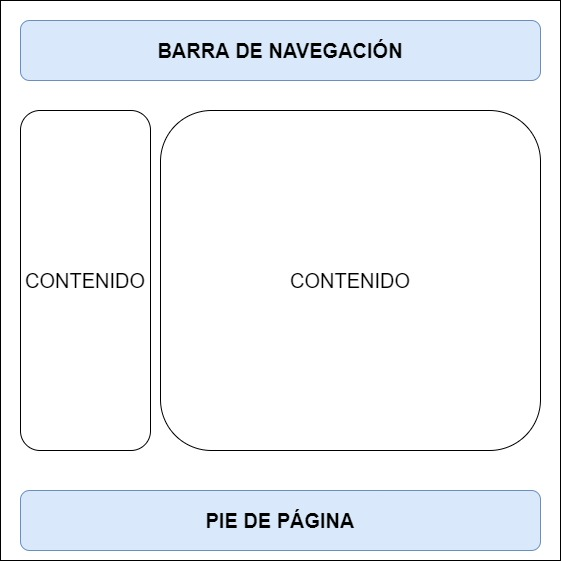 BARRA DE NAVEGACIÓN
CONTENIDO
CONTENIDO
PIE DE PÁGINA